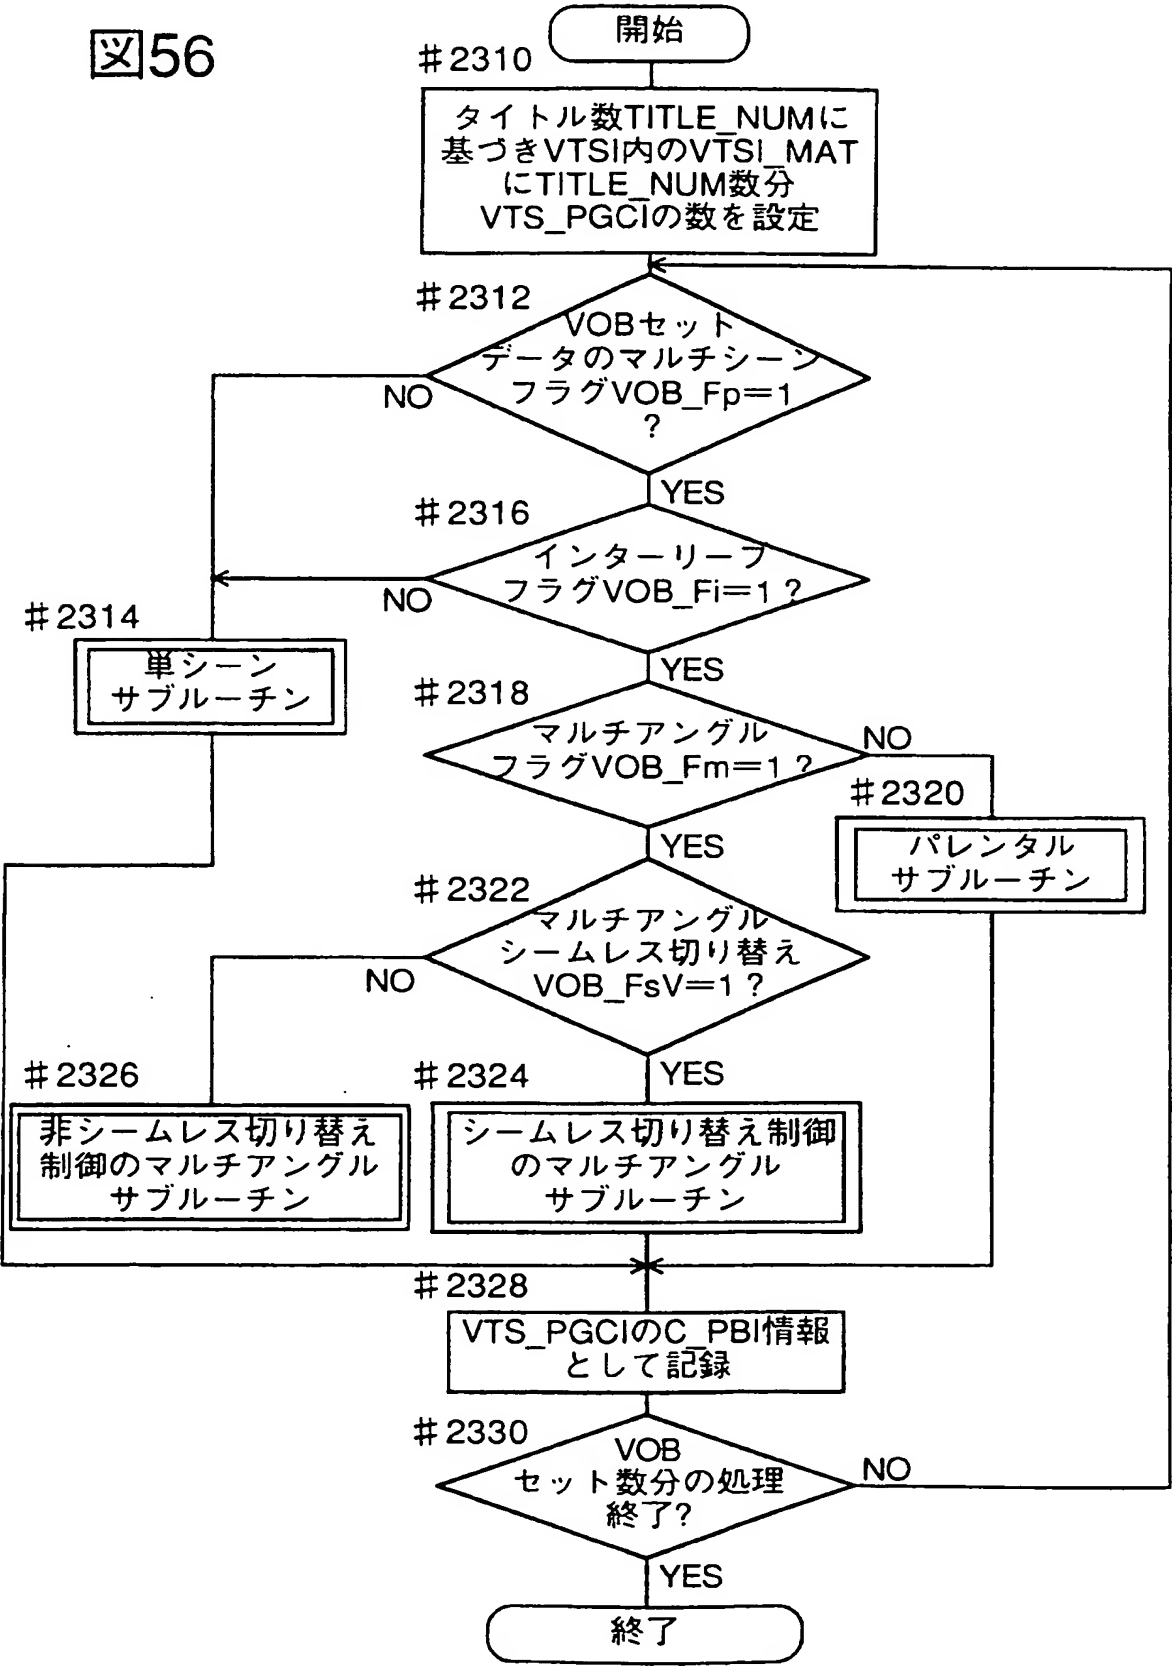 図56
開始
#2310
タイトル数TITLE_NUMに
基づきVTSI内のVTSI_MAT
にTITLE_NUM数分
VTS_PGCIの数を設定
#2312
VOBセット
データのマルチシーン
フラグVOB_Fp=1
?
NO
YES
#2316
インターリーブ
フラグVOB_Fi=1?
NO
YES
#2314
単シーン
サブルーチン
#2318
マルチアングル
フラグVOB_Fm=1?
NO
YES
#2320
パレンタル
サブルーチン
#2322
マルチアングル
シームレス切り替え
VOB_FsV=1?
NO
YES
#2326
非シームレス切り替え
制御のマルチアングル
サブルーチン
#2324
シームレス切り替え制御
のマルチアングル
サブルーチン
#2328
VTS_PGCIのC_PBI情報
として記録
#2330
VOB
セット数分の処理
終了?
NO
YES
終了